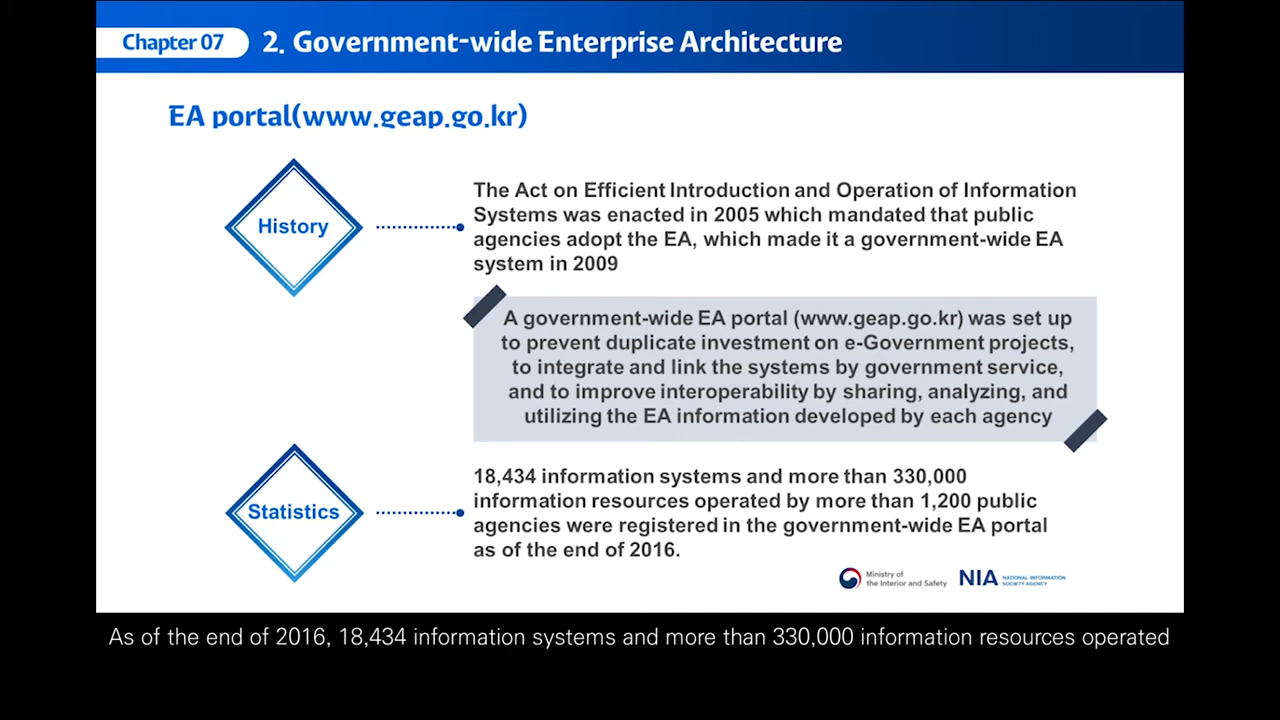 Chapter 07
2. Government-wide Enterprise Architecture
EA portal(www.geap.go.kr)
History
The Act on Efficient Introduction and Operation of Information
Systems was enacted in 2005 which mandated that public
agencies adopt the EA, which made it a government-wide EA
system in 2009
A government-wide EA portal (www.geap.go.kr) was set up
to prevent duplicate investment on e-Government projects,
to integrate and link the systems by government service,
and to improve interoperability by sharing, analyzing, and
utilizing the EA information developed by each agency
Statistics
18,434 information systems and more than 330,000
information resources operated by more than 1,200 public
agencies were registered in the government-wide EA portal
as of the end of 2016.
Ministry of
the Interior and Safety
NIA
NATIONAL INFORMATION
SOCIETY AGENCY
As of the end of 2016, 18,434 information systems and more than 330,000 information resources operated